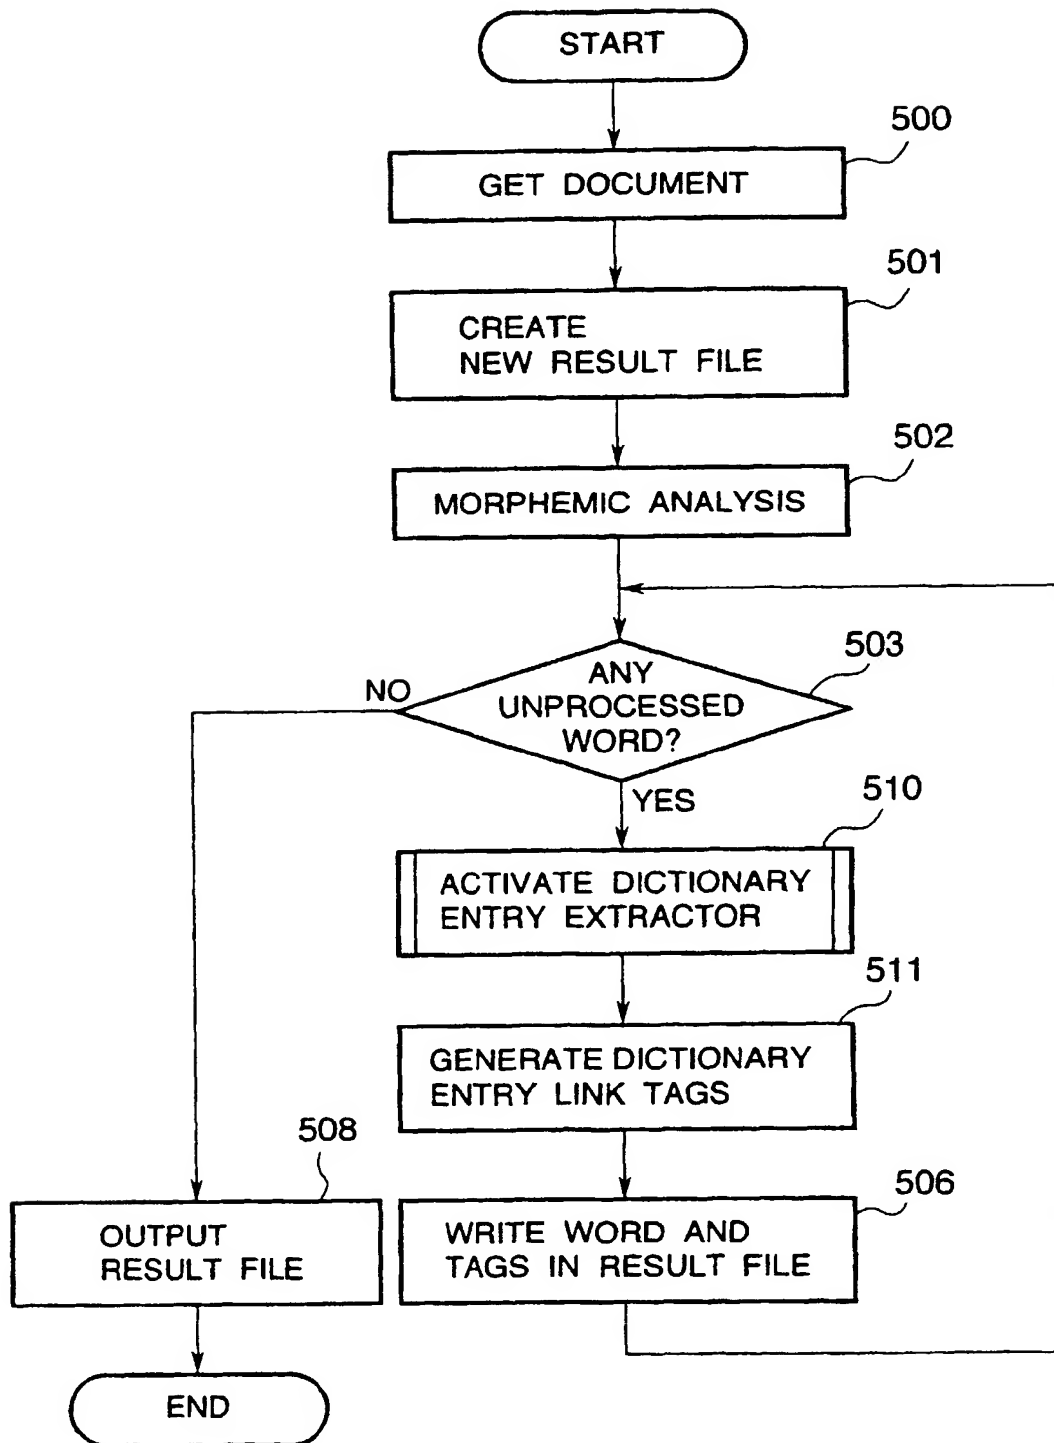 START
500
GET DOCUMENT
501
CREATE
NEW RESULT FILE
502
MORPHEMIC ANALYSIS
503
ANY
UNPROCESSED
WORD?
NO
YES
510
ACTIVATE DICTIONARY
ENTRY EXTRACTOR
511
GENERATE DICTIONARY
ENTRY LINK TAGS
508
OUTPUT
RESULT FILE
506
WRITE WORD AND
TAGS IN RESULT FILE
END